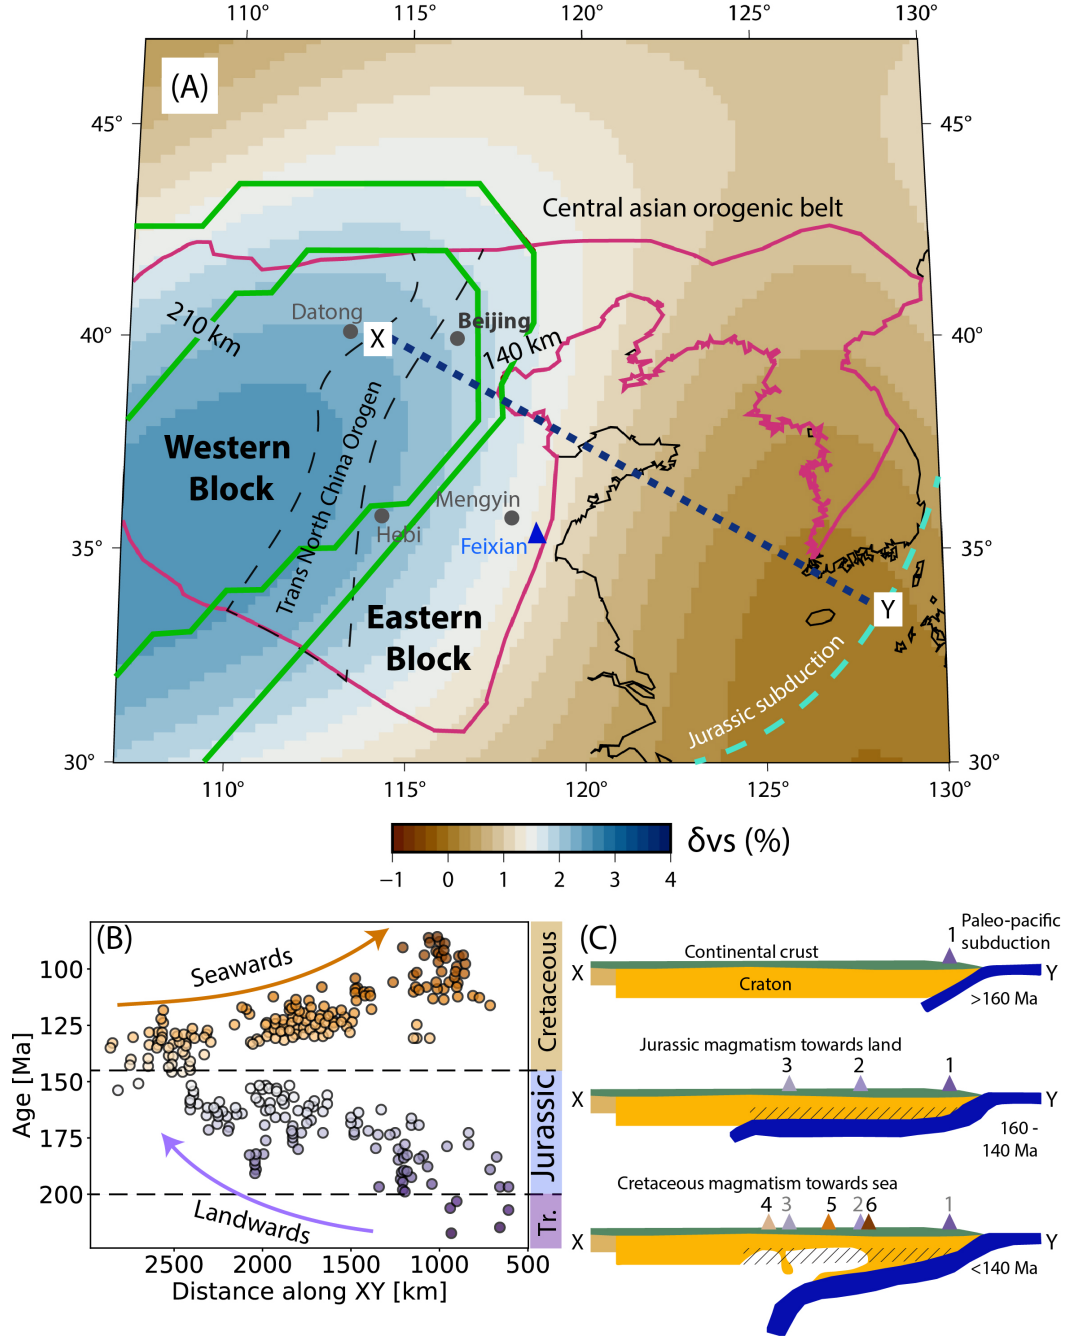 110°
115°
120°
125°
130°
(A)
45°
45°
Central asian orogenic belt
210 km
Datong
Beijing
X
140 km
40°
40°
Western
Block
Trans North China Orogen
Mengyin
Hebi
Feixian
35°
35°
Eastern
Block
Y
Jurassic subduction
30°
30°
110°
115°
120°
125°
130°
δvs (%)
−1
0
1
2
3
4
(B)
Seawards
Landwards
Cretaceous
Jurassic
Tr.
Age [Ma]
100
125
150
175
200
2500
2000
1500
1000
500
Distance along XY [km]
(C)
Paleo-pacific
subduction
1
Continental crust
X
Craton
Y
>160 Ma
Jurassic magmatism towards land
3
2
1
X
Y
160 -
140 Ma
Cretaceous magmatism towards sea
4
3
5
2
6
1
X
Y
<140 Ma